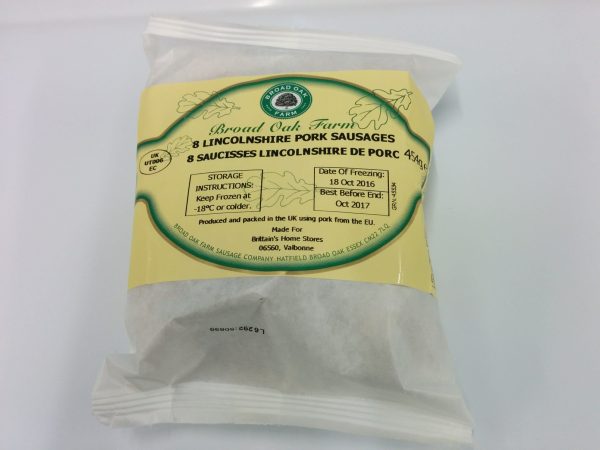 BROAD OAK
FARM
Broad Oak Farm
8 LINCOLNSHIRE PORK SAUSAGES
8 SAUCISSES LINCOLNSHIRE DE PORC
454g e
UK
UT006
EC
STORAGE
INSTRUCTIONS:
Keep Frozen at
-18°C or colder.
Date Of Freezing:
18 Oct 2016
Best Before End:
Oct 2017
Produced and packed in the UK using pork from the EU.
Made For
Brittain's Home Stores
06560, Valbonne
BROAD OAK FARM SAUSAGE COMPANY HATFIELD BROAD OAK ESSEX CM22 7LQ